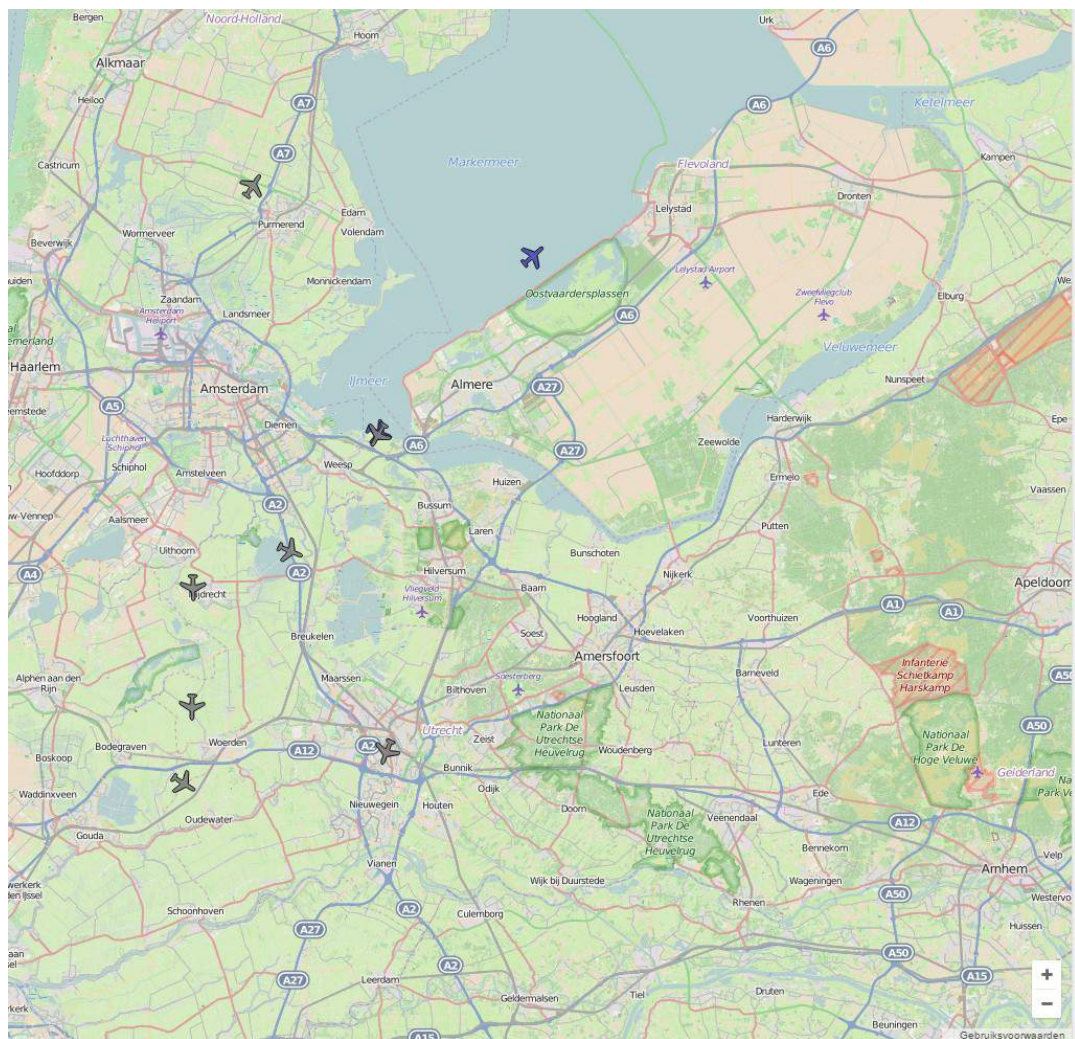 Bergen
Noord-Holland
Urk
Hoorn
A6
Alkmaar
Heiloo
A7
A6
Ketelmeer
A7
Castricum
Markermeer
Flevoland
Kampen
Dronten
Lelystad
Edam
Volendam
Purmerend
Wormerveer
Beverwijk
Lelystad Airport
Monnickendam
Oostvaardersplassen
Zweefvliegclub
Flevo
Elburg
Zaandam
Amsterdam
Heliport
Landsmeer
A6
Veluwemeer
Haarlem
IJmeer
Almere
A27
Nunspeet
Amsterdam
A5
Diemen
Harderwijk
Epe
Luchthaven
Schiphol
A6
A27
Zeewolde
Schiphol
Weesp
Hoofddorp
Amstelveen
Huizen
Ermelo
Vaassen
A2
Bussum
Aalsmeer
Laren
Putten
Uithoorn
Bunschoten
A4
A2
Hilversum
Nijkerk
Apeldoorn
Vliegveld
Hilversum
Baarn
A1
A1
Hoogland
Voorthuizen
Breukelen
Soest
Hoevelaken
Amersfoort
Infanterie
Schietkamp
Harskamp
Alphen aan den
Rijn
Maarssen
Bilthoven
Soesterberg
Leusden
Barneveld
Nationaal
Park De
Utrechtse
Heuvelrug
A50
Utrecht
Zeist
Bodegraven
Woerden
A12
Woudenberg
Lunteren
Nationaal
Park De
Hoge Veluwe
Boskoop
Bunnik
Gelderland
Waddinxveen
Odijk
Ede
Nieuwegein
Houten
Doorn
Oudewater
Nationaal
Park De
Utrechtse
Heuvelrug
Veenendaal
A12
Gouda
Bennekom
Velp
Vianen
Arnhem
Wijk bij Duurstede
Wageningen
A50
Rhenen
A2
Schoonhoven
Culemborg
Huissen
A27
A50
A2
A15
Leerdam
A27
Geldermalsen
Tiel
Druten
Beuningen
A15
+
−
Gebruiksvoorwaarden